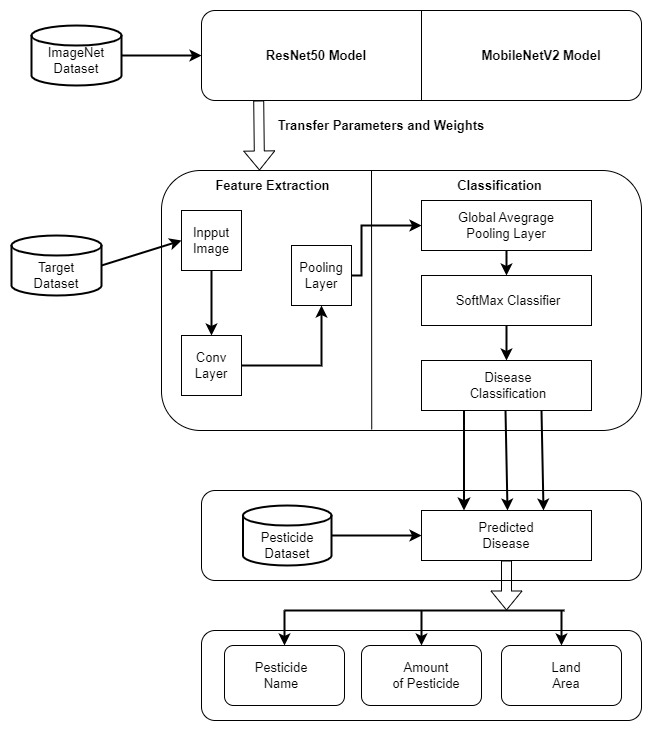 ImageNet
Dataset
ResNet50 Model
MobileNetV2 Model
Transfer Parameters and Weights
Feature Extraction
Classification
Inpput
Image
Global Avegrage
Pooling Layer
Target
Dataset
Pooling
Layer
SoftMax Classifier
Conv
Layer
Disease
Classification
Pesticide
Dataset
Predicted
Disease
Pesticide
Name
Amount
of Pesticide
Land
Area